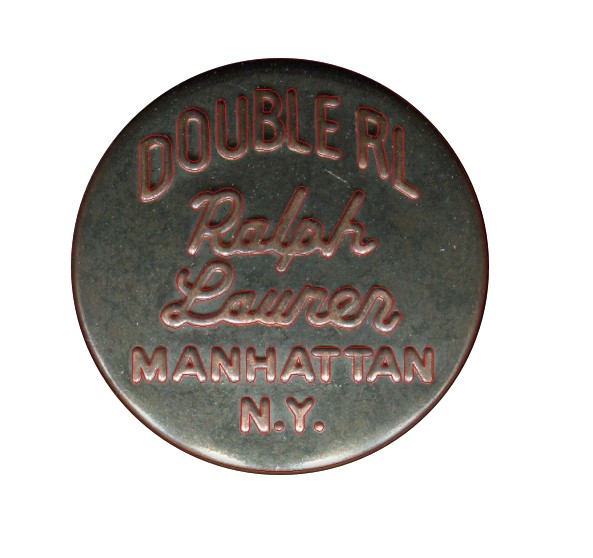 DOUBLE RL
Ralph
Lauren
MANHATTAN
N.Y.